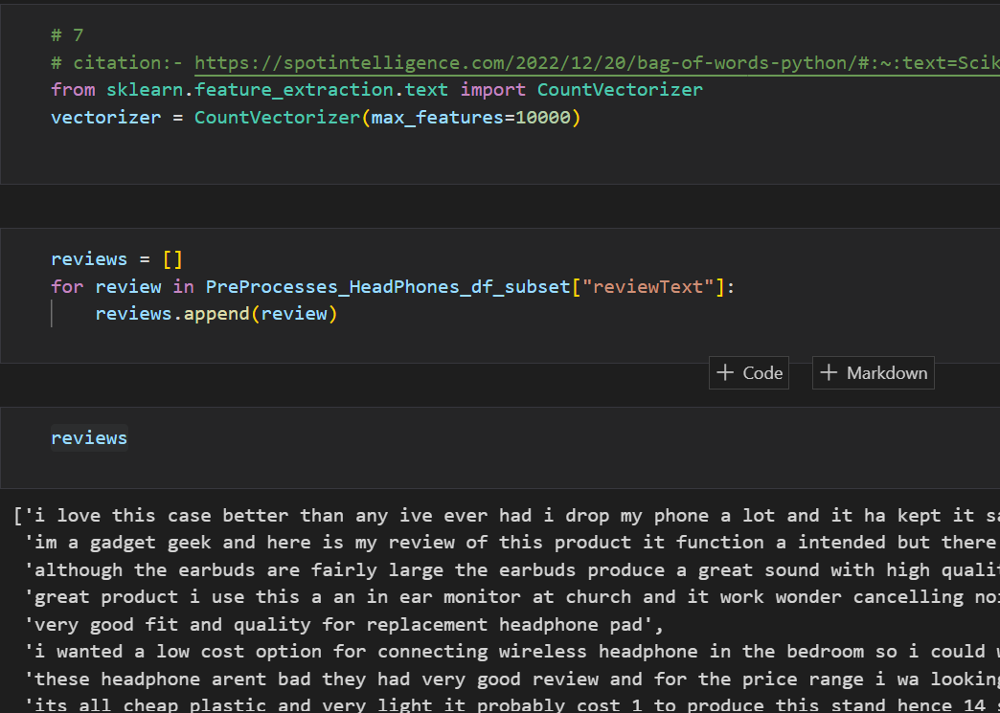 # 7
# citation:- https://spotintelligence.com/2022/12/20/bag-of-words-python/#:~:text=Scik
from sklearn.feature_extraction.text import CountVectorizer
vectorizer = CountVectorizer(max_features=10000)
reviews = []
for review in PreProcesses_HeadPhones_df_subset["reviewText"]:
    reviews.append(review)
+ Code + Markdown
reviews
['i love this case better than any ive ever had i drop my phone a lot and it ha kept it sa
'im a gadget geek and here is my review of this product it function a intended but there
'although the earbuds are fairly large the earbuds produce a great sound with high qualit
'great product i use this a an in ear monitor at church and it work wonder cancelling noi
'very good fit and quality for replacement headphone pad',
'i wanted a low cost option for connecting wireless headphone in the bedroom so i could w
'these headphone arent bad they had very good review and for the price range i wa looking
'its all cheap plastic and very light it probably cost 1 to produce this stand hence 14 s